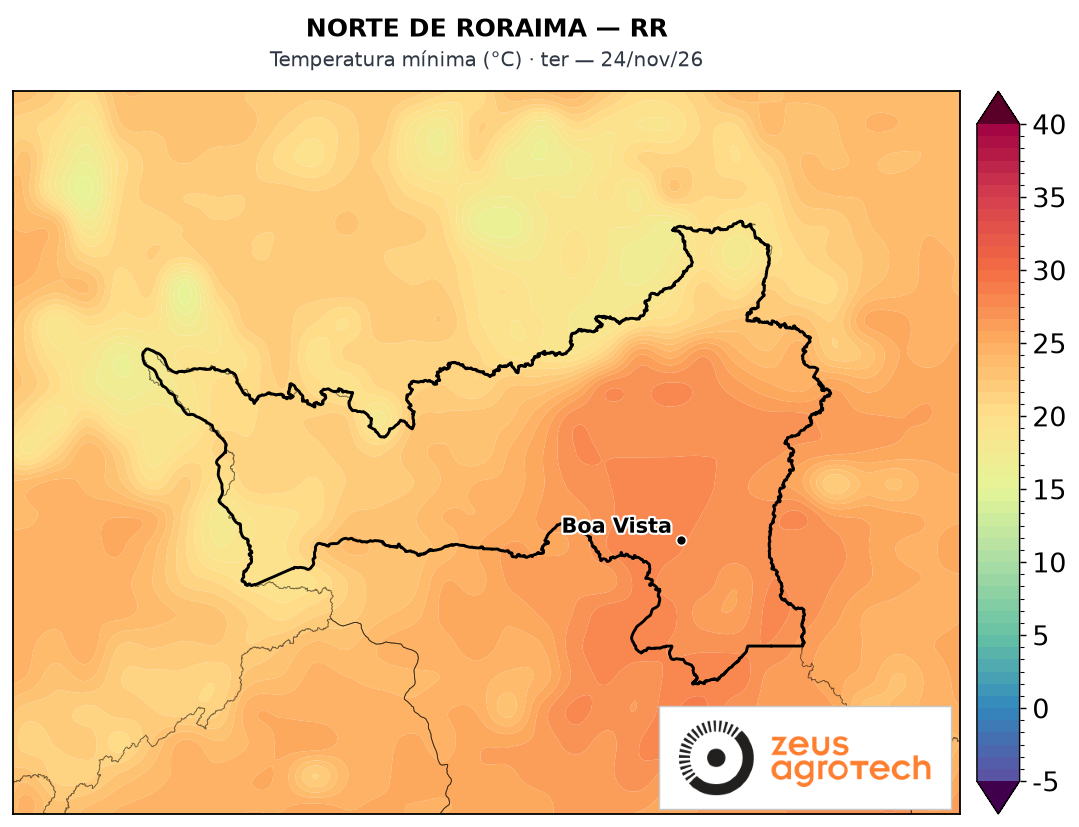 NORTE DE RORAIMA — RR
Temperatura mínima (°C) · ter — 24/nov/26
40
35
30
25
20
15
10
5
0
-5
Boa Vista
zeus
agrotech